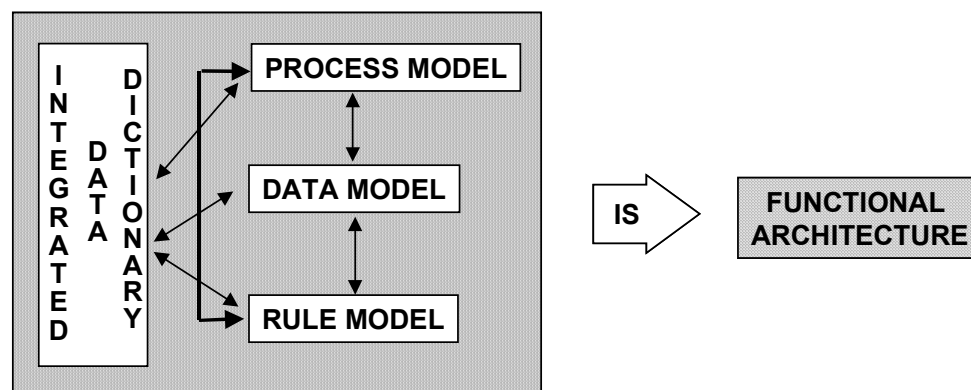 INTEGRATED
DATA
DICTIONARY
PROCESS MODEL
DATA MODEL
RULE MODEL
IS
FUNCTIONAL
ARCHITECTURE